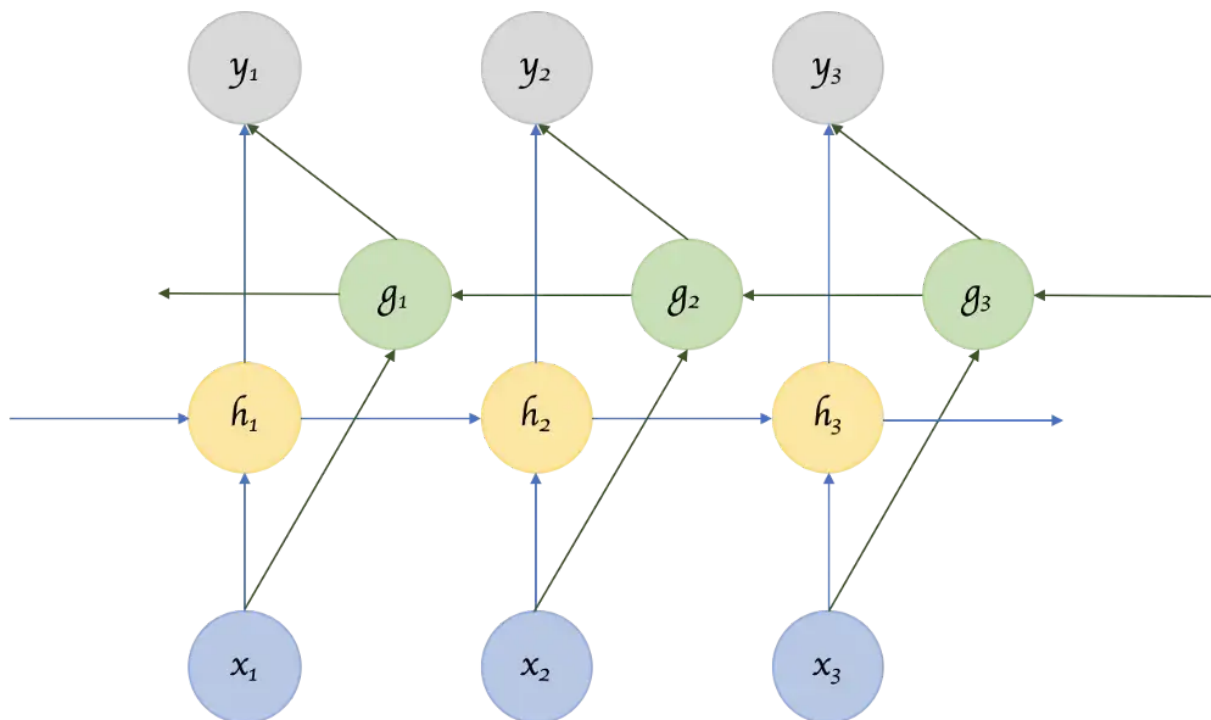 y₁ y₂ y₃
g₁ g₂ g₃
h₁ h₂ h₃
x₁ x₂ x₃